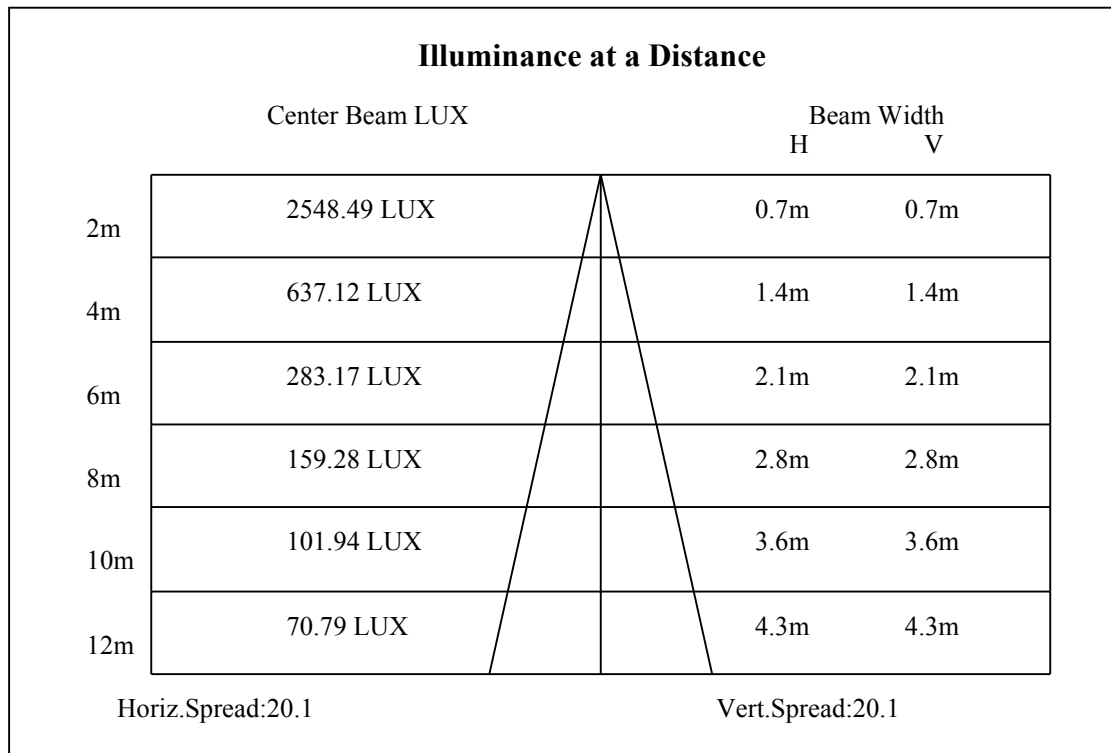 Illuminance at a Distance
Center Beam LUX Beam Width
H V
2m 2548.49 LUX 0.7m 0.7m
4m 637.12 LUX 1.4m 1.4m
6m 283.17 LUX 2.1m 2.1m
8m 159.28 LUX 2.8m 2.8m
10m 101.94 LUX 3.6m 3.6m
12m 70.79 LUX 4.3m 4.3m
Horiz.Spread:20.1 Vert.Spread:20.1